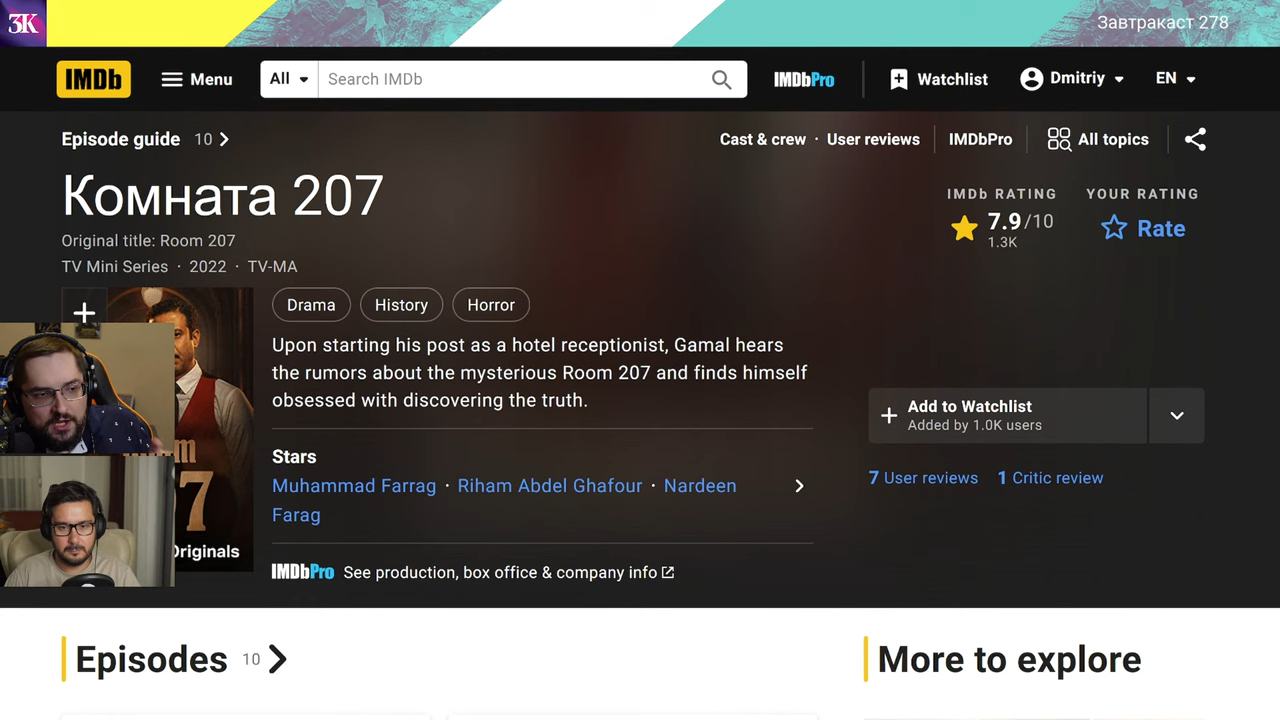 3К
Завтракаст 278
IMDb
Menu
All
Search IMDb
IMDbPro
Watchlist
Dmitriy
EN
Episode guide 10
Cast & crew · User reviews
IMDbPro
All topics
Комната 207
IMDb RATING
YOUR RATING
Original title: Room 207
7.9/10
1.3K
Rate
TV Mini Series · 2022 · TV-MA
Drama
History
Horror
Upon starting his post as a hotel receptionist, Gamal hears
the rumors about the mysterious Room 207 and finds himself
obsessed with discovering the truth.
Add to Watchlist
Added by 1.0K users
Stars
Muhammad Farrag · Riham Abdel Ghafour · Nardeen
Farag
7 User reviews
1 Critic review
7
IMDbPro See production, box office & company info
Episodes 10
More to explore